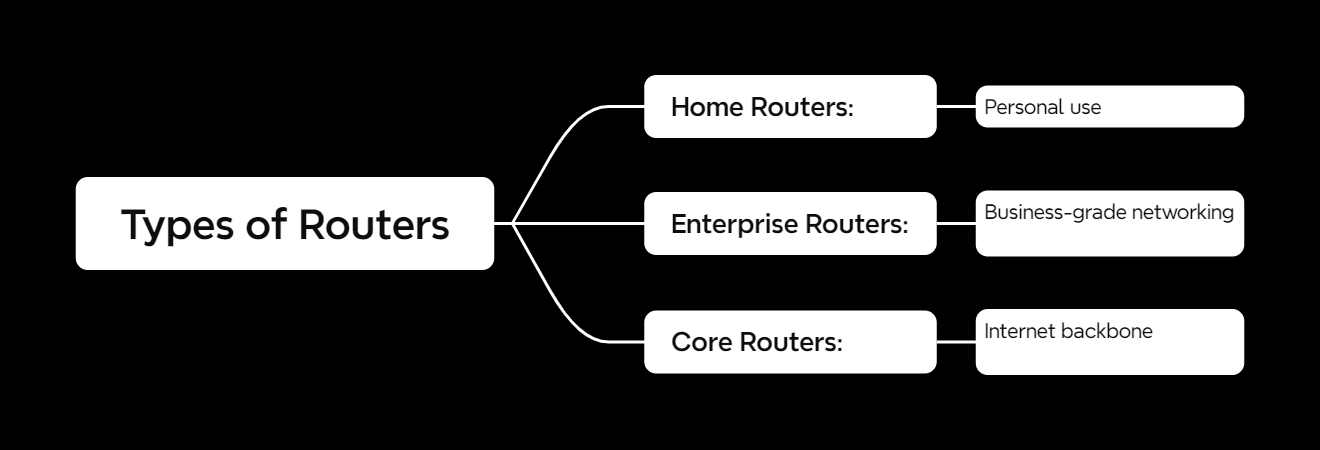 Types of Routers
Home Routers:
Personal use
Enterprise Routers:
Business-grade networking
Core Routers:
Internet backbone